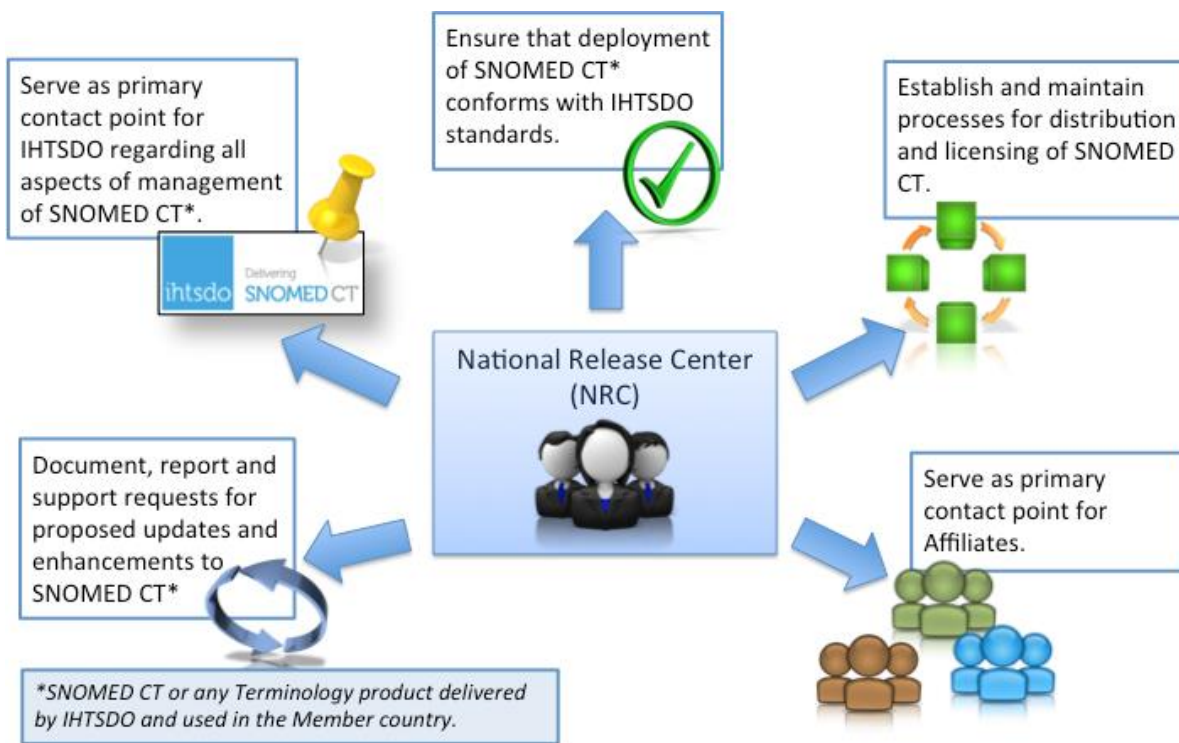 Serve as primary
contact point for
IHTSDO regarding all
aspects of management
of SNOMED CT*.
ihtsdo
Delivering
SNOMED CT
Ensure that deployment
of SNOMED CT*
conforms with IHTSDO
standards.
Establish and maintain
processes for distribution
and licensing of SNOMED
CT.
National Release Center
(NRC)
Document, report and
support requests for
proposed updates and
enhancements to
SNOMED CT*
Serve as primary
contact point for
Affiliates.
*SNOMED CT or any Terminology product delivered
by IHTSDO and used in the Member country.